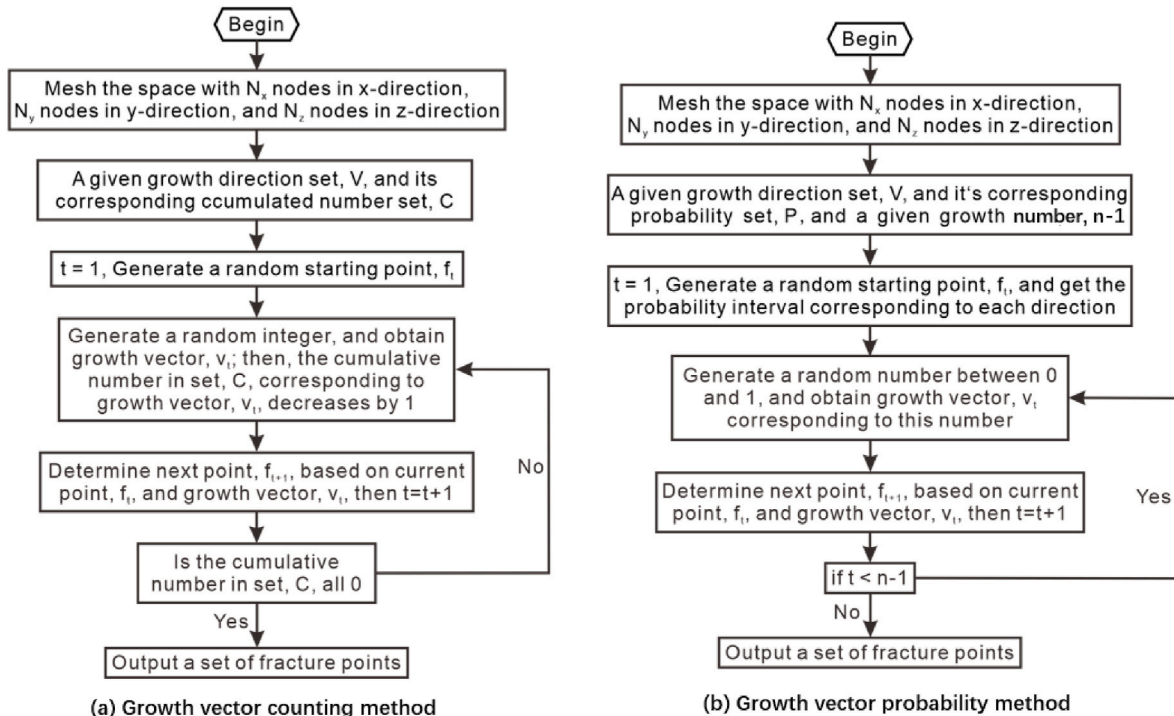 Begin
Mesh the space with Nx nodes in x-direction,
Ny nodes in y-direction, and Nz nodes in z-direction
A given growth direction set, V, and its
corresponding ccumulated number set, C
t = 1, Generate a random starting point, ft
Generate a random integer, and obtain
growth vector, vt; then, the cumulative
number in set, C, corresponding to
growth vector, vt, decreases by 1
No
Determine next point, ft+1, based on current
point, ft, and growth vector, vt, then t=t+1
Is the cumulative
number in set, C, all 0
Yes
Output a set of fracture points
(a) Growth vector counting method
Begin
Mesh the space with Nx nodes in x-direction,
Ny nodes in y-direction, and Nz nodes in z-direction
A given growth direction set, V, and it's corresponding
probability set, P, and a given growth number, n-1
t = 1, Generate a random starting point, ft, and get the
probability interval corresponding to each direction
Generate a random number between 0
and 1, and obtain growth vector, vt
corresponding to this number
Determine next point, ft+1, based on current
point, ft, and growth vector, vt, then t=t+1
Yes
if t < n-1
No
Output a set of fracture points
(b) Growth vector probability method